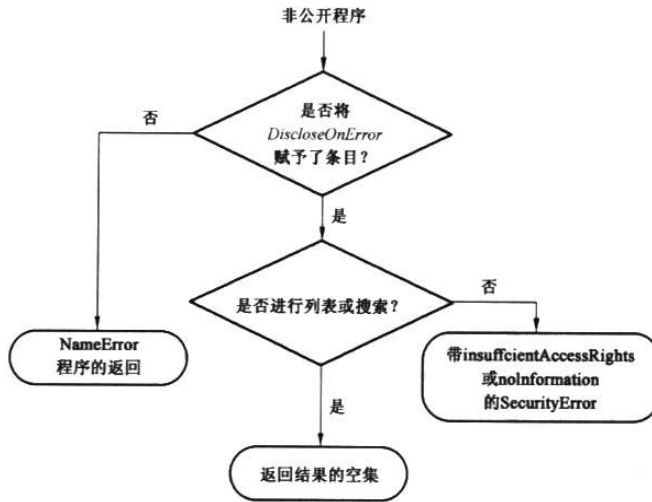 非公开程序
是否将
DiscloseOnError
赋予了条目？
否
是
是否进行列表或搜索？
否
NameError
程序的返回
带insuffcientAccessRights
或noInformation
的SecurityError
是
返回结果的空集